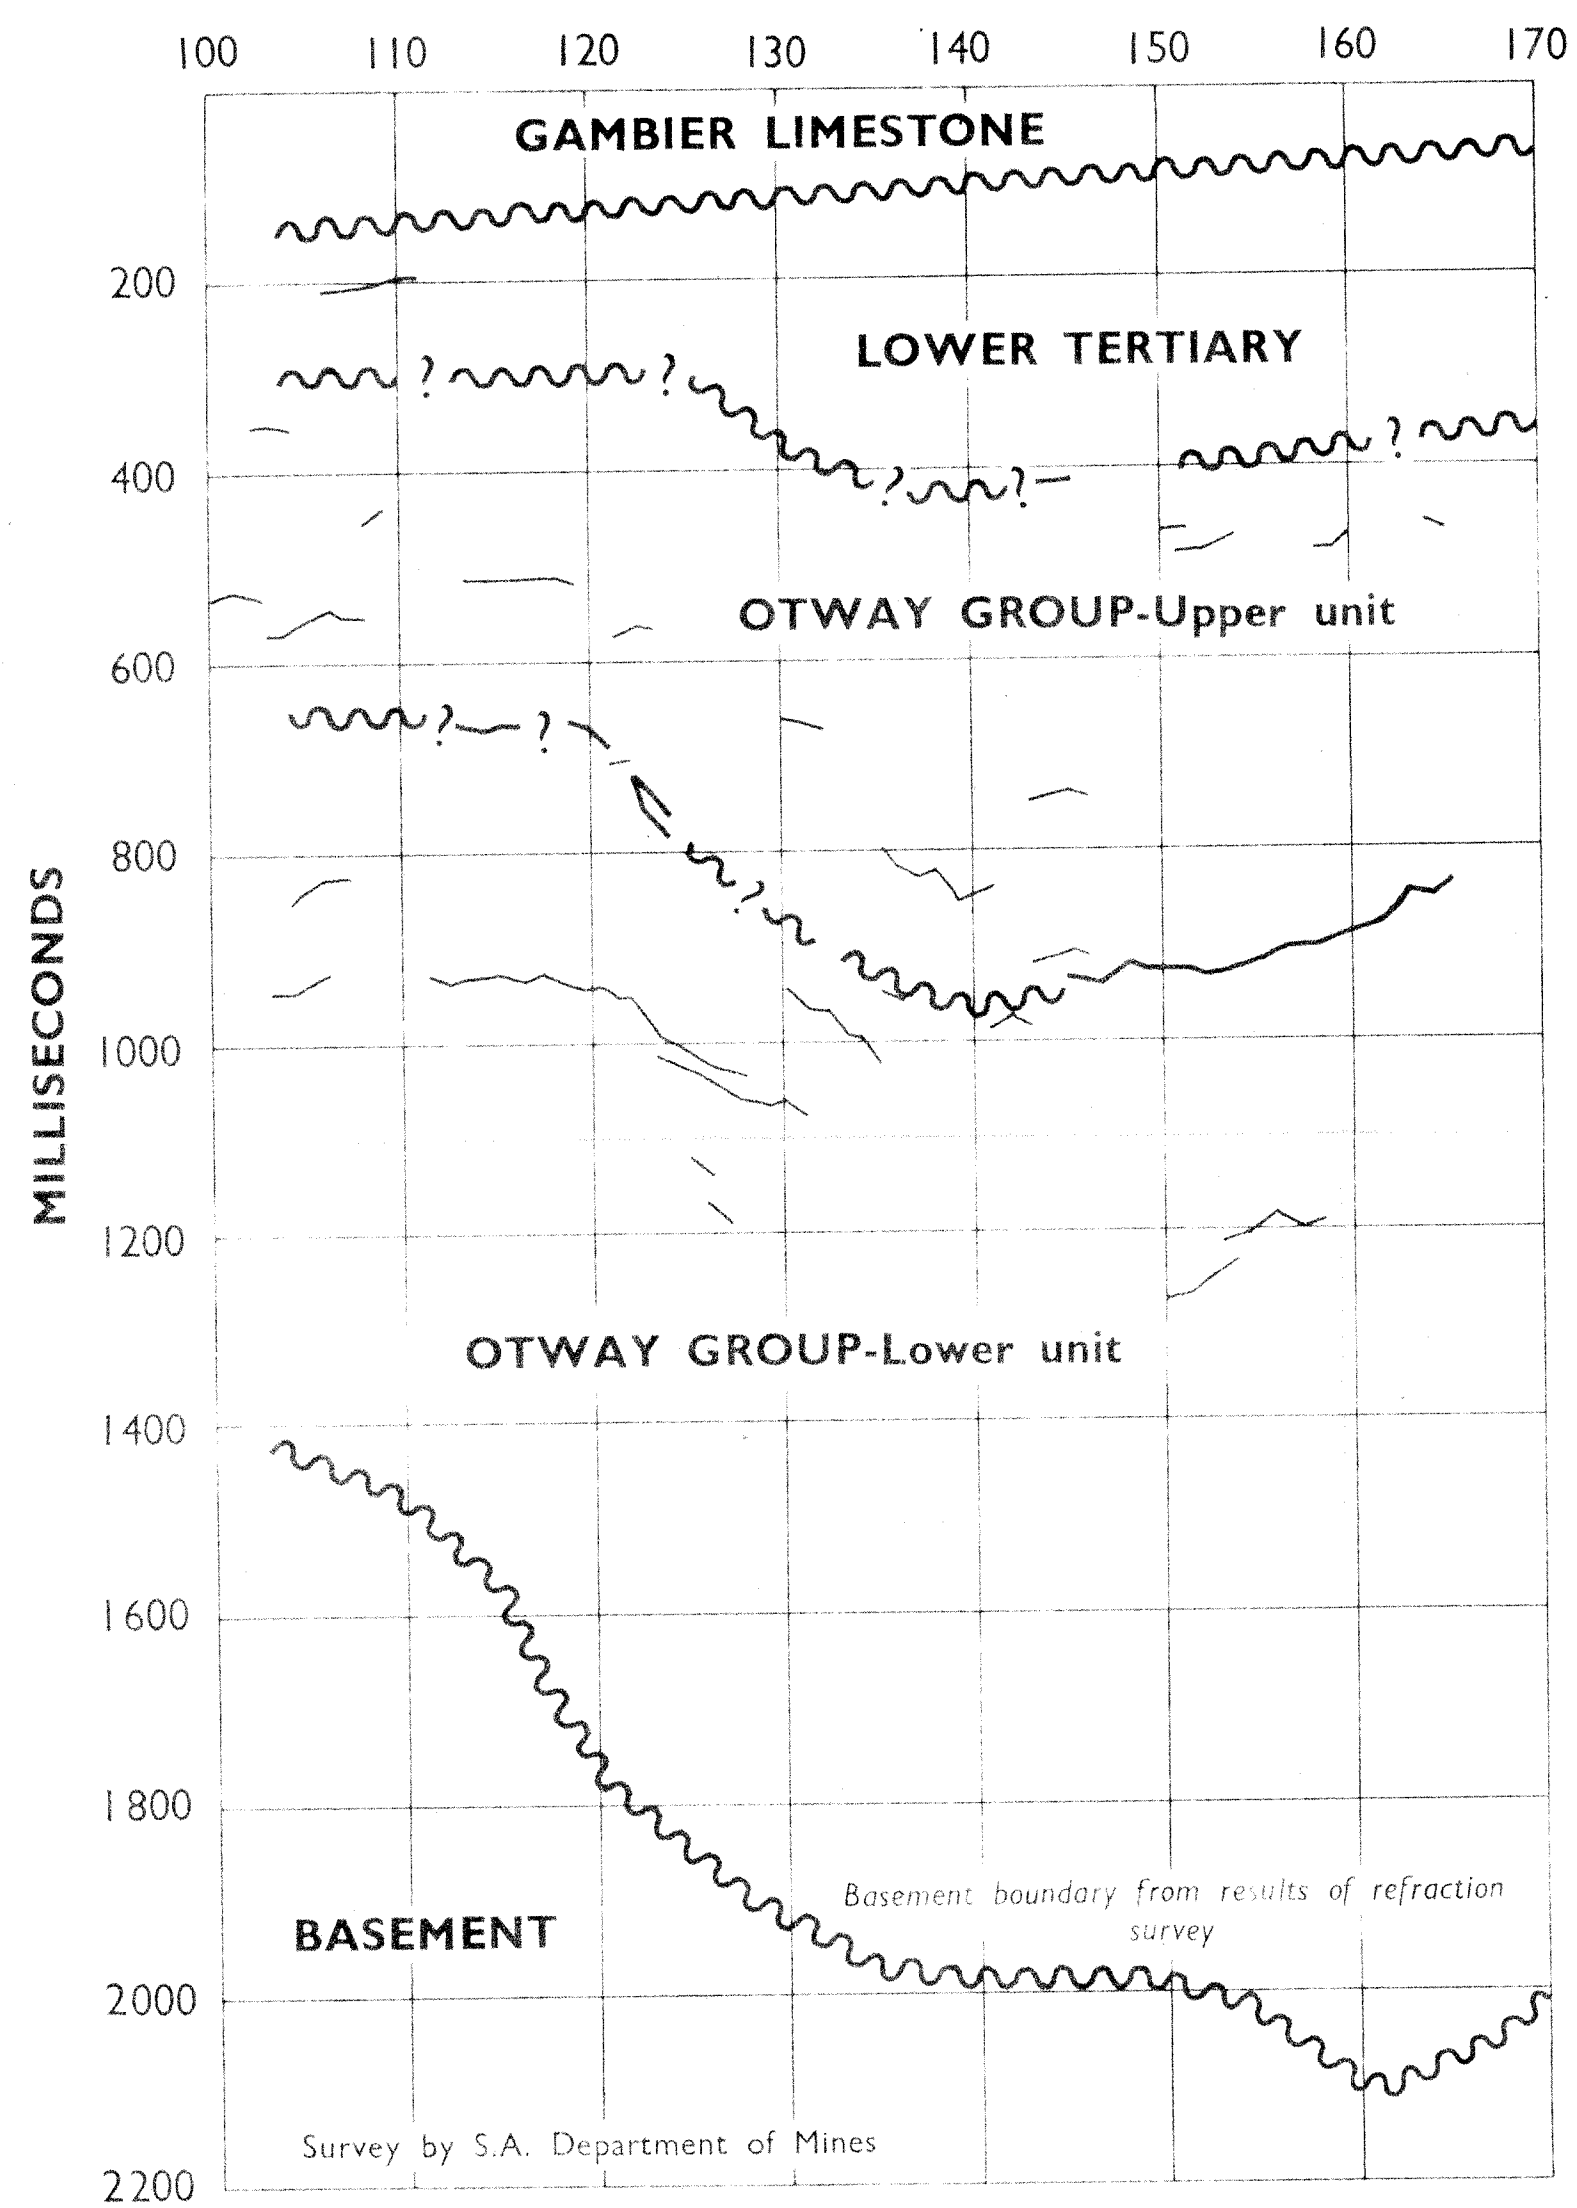 100 110 120 130 140 150 160 170
GAMBIER LIMESTONE
200
LOWER TERTIARY
? ? ?
400
? ?
OTWAY GROUP-Upper unit
600
? ?
800
?
MILLISECONDS
1000
1200
OTWAY GROUP-Lower unit
1400
1600
1800
Basement boundary from results of refraction
survey
BASEMENT
2000
Survey by S.A. Department of Mines
2200